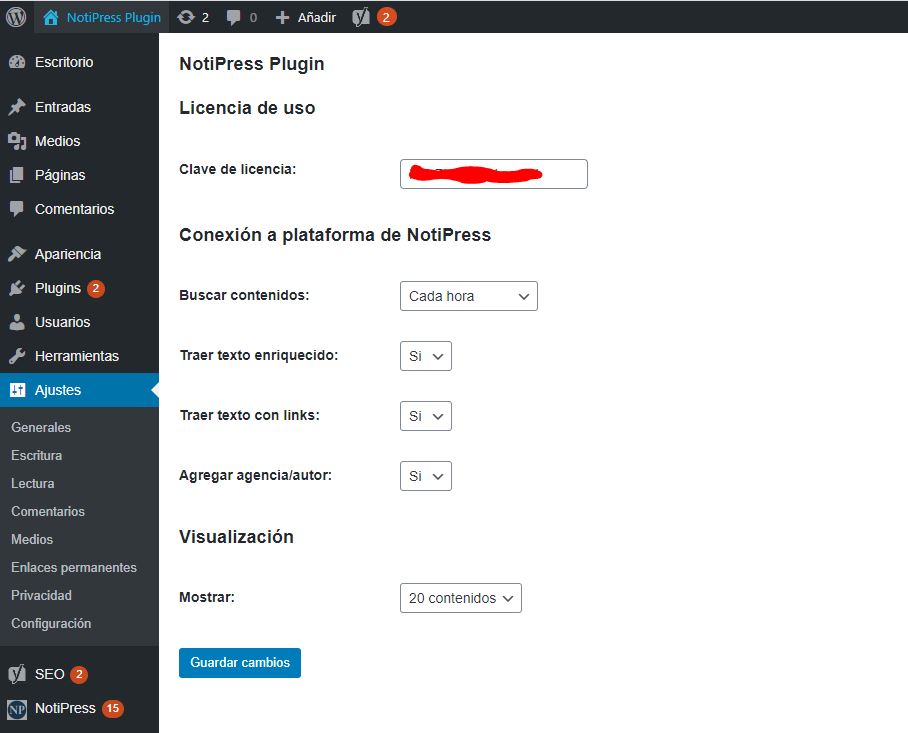 NotiPress Plugin 2 0 Añadir 2
Escritorio
Entradas
Medios
Páginas
Comentarios
Apariencia
Plugins 2
Usuarios
Herramientas
Ajustes
Generales
Escritura
Lectura
Comentarios
Medios
Enlaces permanentes
Privacidad
Configuración
SEO 2
NP NotiPress 15
NotiPress Plugin
Licencia de uso
Clave de licencia:
Conexión a plataforma de NotiPress
Buscar contenidos: Cada hora
Traer texto enriquecido: Si
Traer texto con links: Si
Agregar agencia/autor: Si
Visualización
Mostrar: 20 contenidos
Guardar cambios